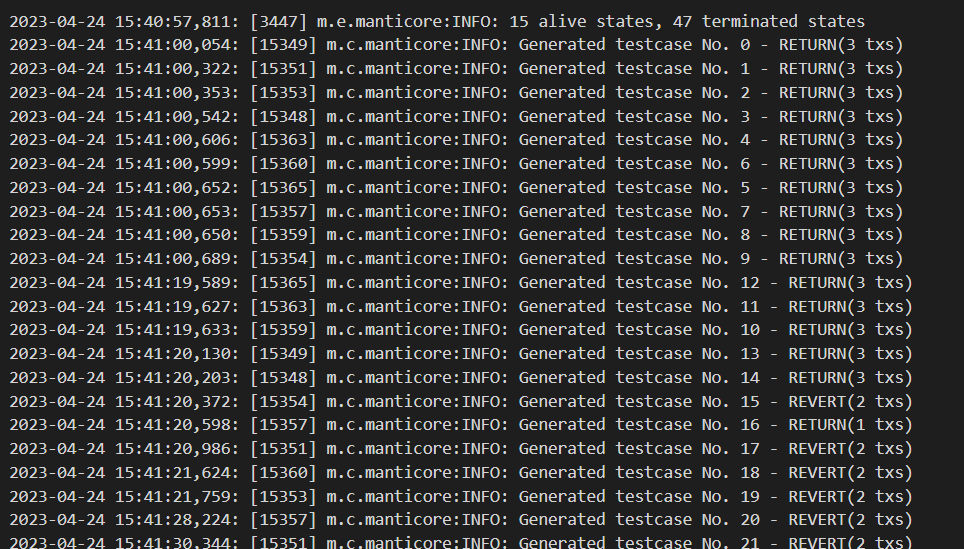 2023-04-24 15:40:57,811: [3447] m.e.manticore:INFO: 15 alive states, 47 terminated states
2023-04-24 15:41:00,054: [15349] m.c.manticore:INFO: Generated testcase No. 0 - RETURN(3 txs)
2023-04-24 15:41:00,322: [15351] m.c.manticore:INFO: Generated testcase No. 1 - RETURN(3 txs)
2023-04-24 15:41:00,353: [15353] m.c.manticore:INFO: Generated testcase No. 2 - RETURN(3 txs)
2023-04-24 15:41:00,542: [15348] m.c.manticore:INFO: Generated testcase No. 3 - RETURN(3 txs)
2023-04-24 15:41:00,606: [15363] m.c.manticore:INFO: Generated testcase No. 4 - RETURN(3 txs)
2023-04-24 15:41:00,599: [15360] m.c.manticore:INFO: Generated testcase No. 6 - RETURN(3 txs)
2023-04-24 15:41:00,652: [15365] m.c.manticore:INFO: Generated testcase No. 5 - RETURN(3 txs)
2023-04-24 15:41:00,653: [15357] m.c.manticore:INFO: Generated testcase No. 7 - RETURN(3 txs)
2023-04-24 15:41:00,650: [15359] m.c.manticore:INFO: Generated testcase No. 8 - RETURN(3 txs)
2023-04-24 15:41:00,689: [15354] m.c.manticore:INFO: Generated testcase No. 9 - RETURN(3 txs)
2023-04-24 15:41:19,589: [15365] m.c.manticore:INFO: Generated testcase No. 12 - RETURN(3 txs)
2023-04-24 15:41:19,627: [15363] m.c.manticore:INFO: Generated testcase No. 11 - RETURN(3 txs)
2023-04-24 15:41:19,633: [15359] m.c.manticore:INFO: Generated testcase No. 10 - RETURN(3 txs)
2023-04-24 15:41:20,130: [15349] m.c.manticore:INFO: Generated testcase No. 13 - RETURN(3 txs)
2023-04-24 15:41:20,203: [15348] m.c.manticore:INFO: Generated testcase No. 14 - RETURN(3 txs)
2023-04-24 15:41:20,372: [15354] m.c.manticore:INFO: Generated testcase No. 15 - REVERT(2 txs)
2023-04-24 15:41:20,598: [15357] m.c.manticore:INFO: Generated testcase No. 16 - RETURN(1 txs)
2023-04-24 15:41:20,986: [15351] m.c.manticore:INFO: Generated testcase No. 17 - REVERT(2 txs)
2023-04-24 15:41:21,624: [15360] m.c.manticore:INFO: Generated testcase No. 18 - REVERT(2 txs)
2023-04-24 15:41:21,759: [15353] m.c.manticore:INFO: Generated testcase No. 19 - REVERT(2 txs)
2023-04-24 15:41:28,224: [15357] m.c.manticore:INFO: Generated testcase No. 20 - REVERT(2 txs)
2023-04-24 15:41:30,344: [15351] m.c.manticore:INFO: Generated testcase No. 21 - REVERT(2 txs)